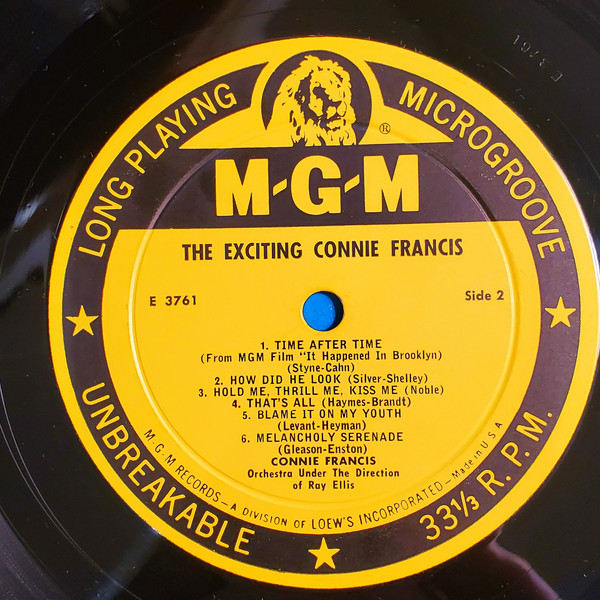 E 3761
LONG PLAYING
MICROGROOVE
®
M-G-M
THE EXCITING CONNIE FRANCIS
E 3761
Side 2
1. TIME AFTER TIME
(From MGM Film "It Happened In Brooklyn)
(Styne-Cahn)
2. HOW DID HE LOOK (Silver-Shelley)
3. HOLD ME, THRILL ME, KISS ME (Noble)
4. THAT'S ALL (Haymes-Brandt)
5. BLAME IT ON MY YOUTH
(Levant-Heyman)
6. MELANCHOLY SERENADE
(Gleason-Enston)
CONNIE FRANCIS
Orchestra Under The Direction
of Ray Ellis
M.G.M RECORDS—A DIVISION OF LOEW'S INCORPORATED—Made in U S A
UNBREAKABLE
33⅓ R.P.M.